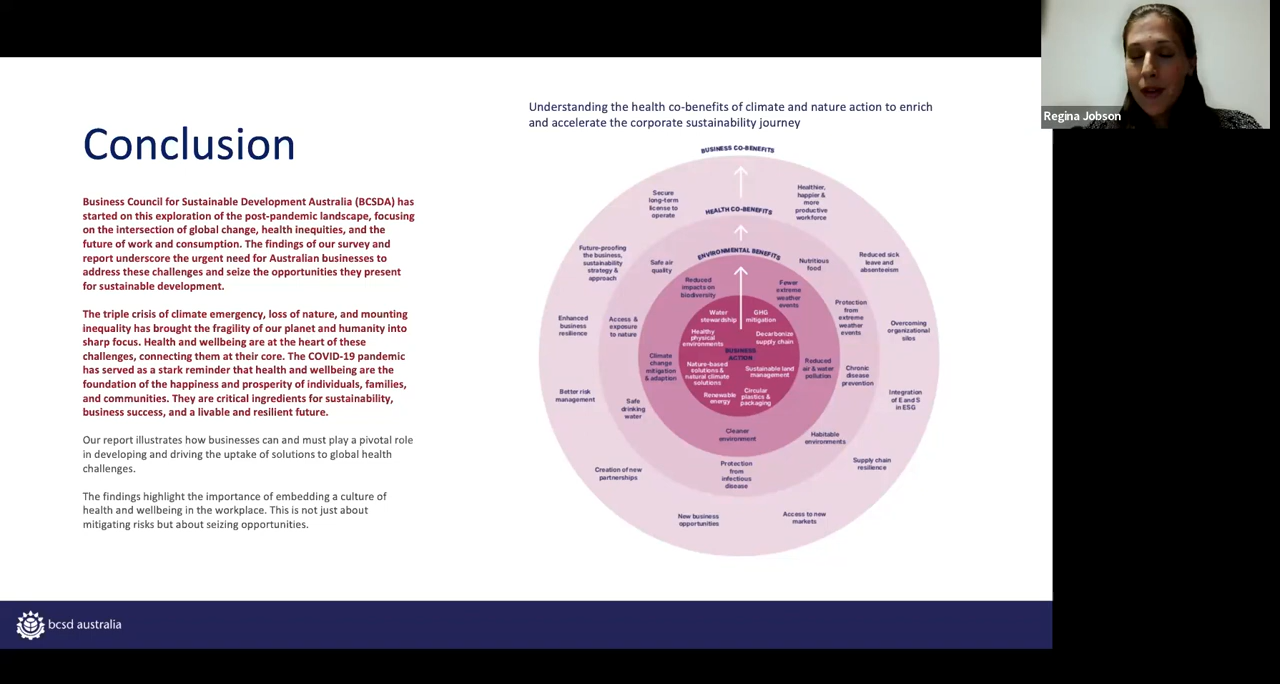 Conclusion
Business Council for Sustainable Development Australia (BCSDA) has
started on this exploration of the post-pandemic landscape, focusing
on the intersection of global change, health inequities, and the
future of work and consumption. The findings of our survey and
report underscore the urgent need for Australian businesses to
address these challenges and seize the opportunities they present
for sustainable development.
The triple crisis of climate emergency, loss of nature, and mounting
inequality has brought the fragility of our planet and humanity into
sharp focus. Health and wellbeing are at the heart of these
challenges, connecting them at their core. The COVID-19 pandemic
has served as a stark reminder that health and wellbeing are the
foundation of the happiness and prosperity of individuals, families,
and communities. They are critical ingredients for sustainability,
business success, and a livable and resilient future.
Our report illustrates how businesses can and must play a pivotal role
in developing and driving the uptake of solutions to global health
challenges.
The findings highlight the importance of embedding a culture of
health and wellbeing in the workplace. This is not just about
mitigating risks but about seizing opportunities.
Understanding the health co-benefits of climate and nature action to enrich
and accelerate the corporate sustainability journey
BUSINESS CO-BENEFITS
Secure
long-term
license to
operate
Healthier,
happier &
more
productive
workforce
Future-proofing
the business,
sustainability
strategy &
approach
Reduced sick
leave and
absenteeism
Enhanced
business
resilience
Overcoming
organizational
silos
Better risk
management
Integration
of E and S
in ESG
Creation of new
partnerships
Supply chain
resilience
New business
opportunities
Access to new
markets
HEALTH CO-BENEFITS
Safe air
quality
Nutritious
food
Access &
exposure
to nature
Protection
from
extreme
weather
events
Safe
drinking
water
Chronic
disease
prevention
Protection
from
infectious
disease
Habitable
environments
ENVIRONMENTAL BENEFITS
Reduced
impacts on
biodiversity
Fewer
extreme
weather
events
Climate
change
mitigation
& adaption
Reduced
air & water
pollution
Cleaner
environment
BUSINESS
ACTION
Water
stewardship
GHG
mitigation
Healthy
physical
environments
Decarbonize
supply chain
Nature-based
solutions &
natural climate
solutions
Sustainable land
management
Renewable
energy
Circular
plastics &
packaging
bcsd australia
Regina Jobson